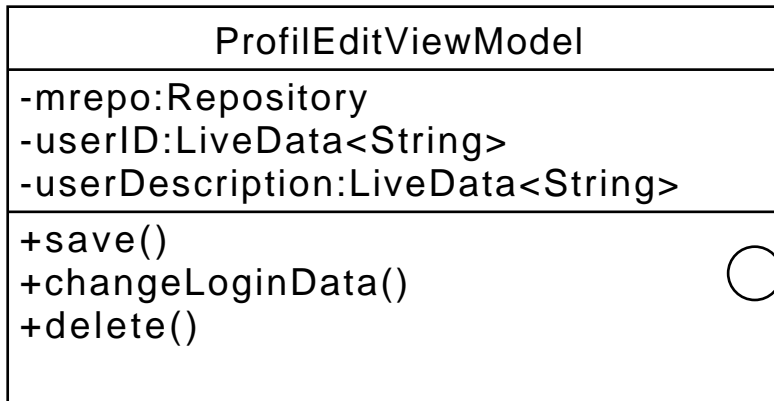 ProfilEditViewModel
-mrepo:Repository
-userID:LiveData<String>
-userDescription:LiveData<String>
+save()
+changeLoginData()
+delete()